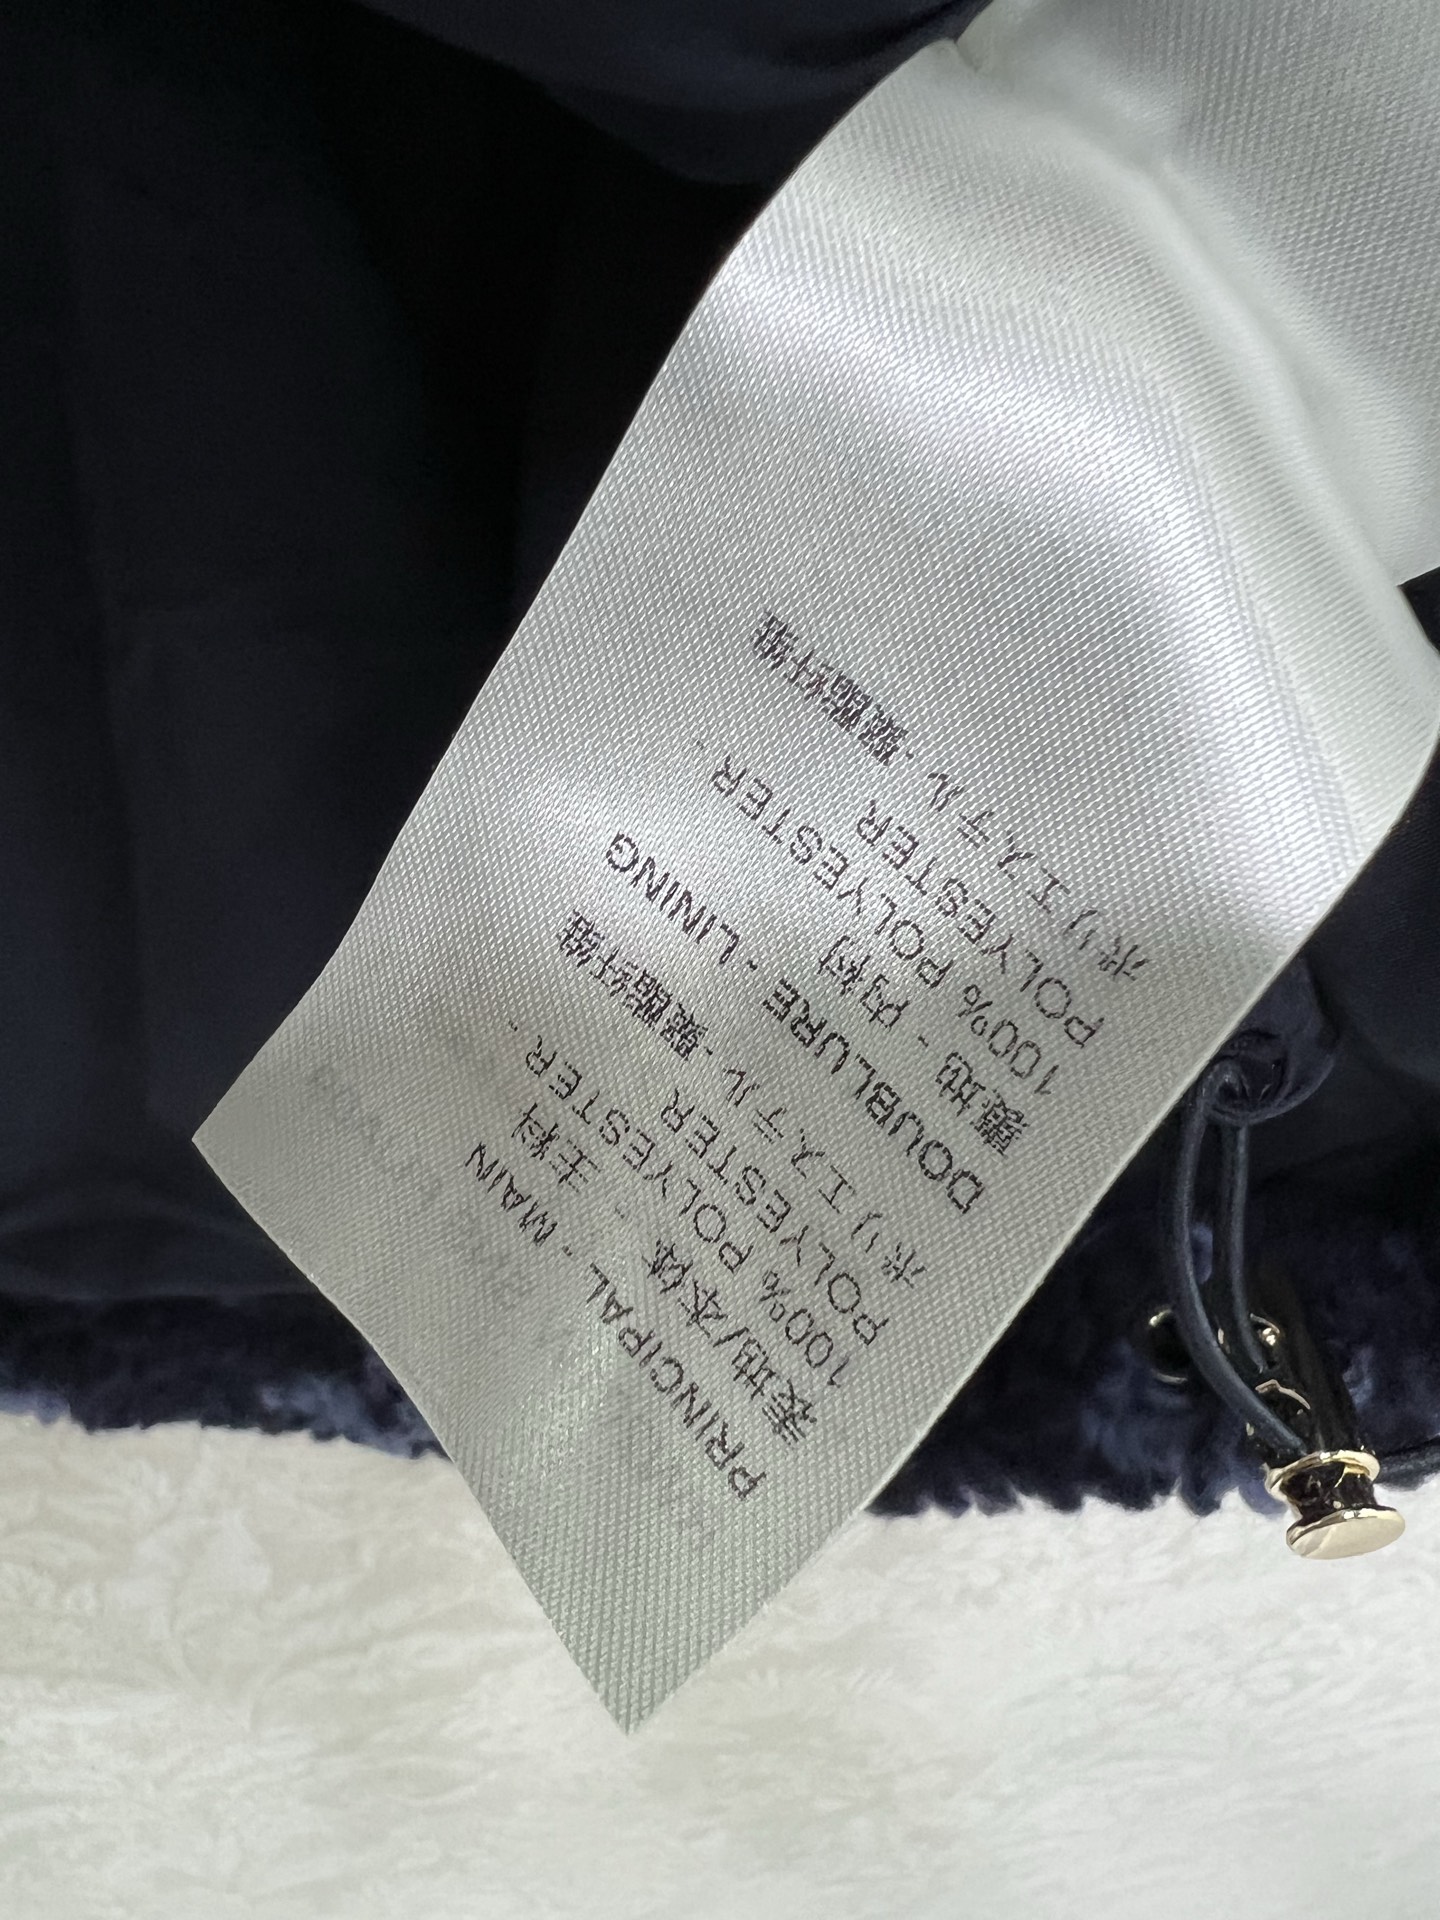 PRINCIPAL - MAIN
表地/本体 - 主料
100% POLYESTER -
POLYESTER
ポリエステル - 聚酯纤维
DOUBLURE - LINING
裏地 - 内衬
100% POLYESTER -
POLYESTER
ポリエステル - 聚酯纤维